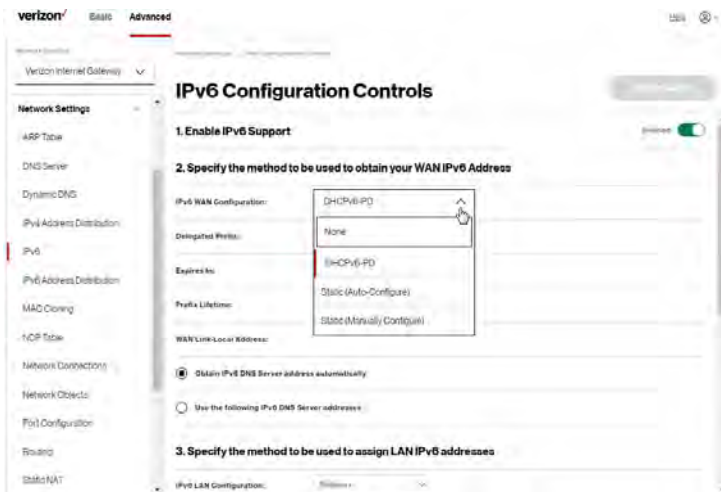 verizon✓ Basic Advanced
Verizon Internet Gateway
IPv6 Configuration Controls
Network Settings
1. Enable IPv6 Support
ARP Table
2. Specify the method to be used to obtain your WAN IPv6 Address
DNS Server
Dynamic DNS
IPv6 WAN Configuration: DHCPv6-PD
IPv4 Address Distribution
Delegated Prefix: None
IPv6
DHCPv6-PD
Expires In:
IPv6 Address Distribution
Static (Auto-Configure)
MAC Cloning
Prefix Lifetime:
Static (Manually Configure)
NDP Table
WAN Link-Local Address:
Network Connections
Obtain IPv6 DNS Server address automatically
Network Objects
Use the following IPv6 DNS Server addresses
Port Configuration
Routing
3. Specify the method to be used to assign LAN IPv6 addresses
Static NAT
IPv6 LAN Configuration: